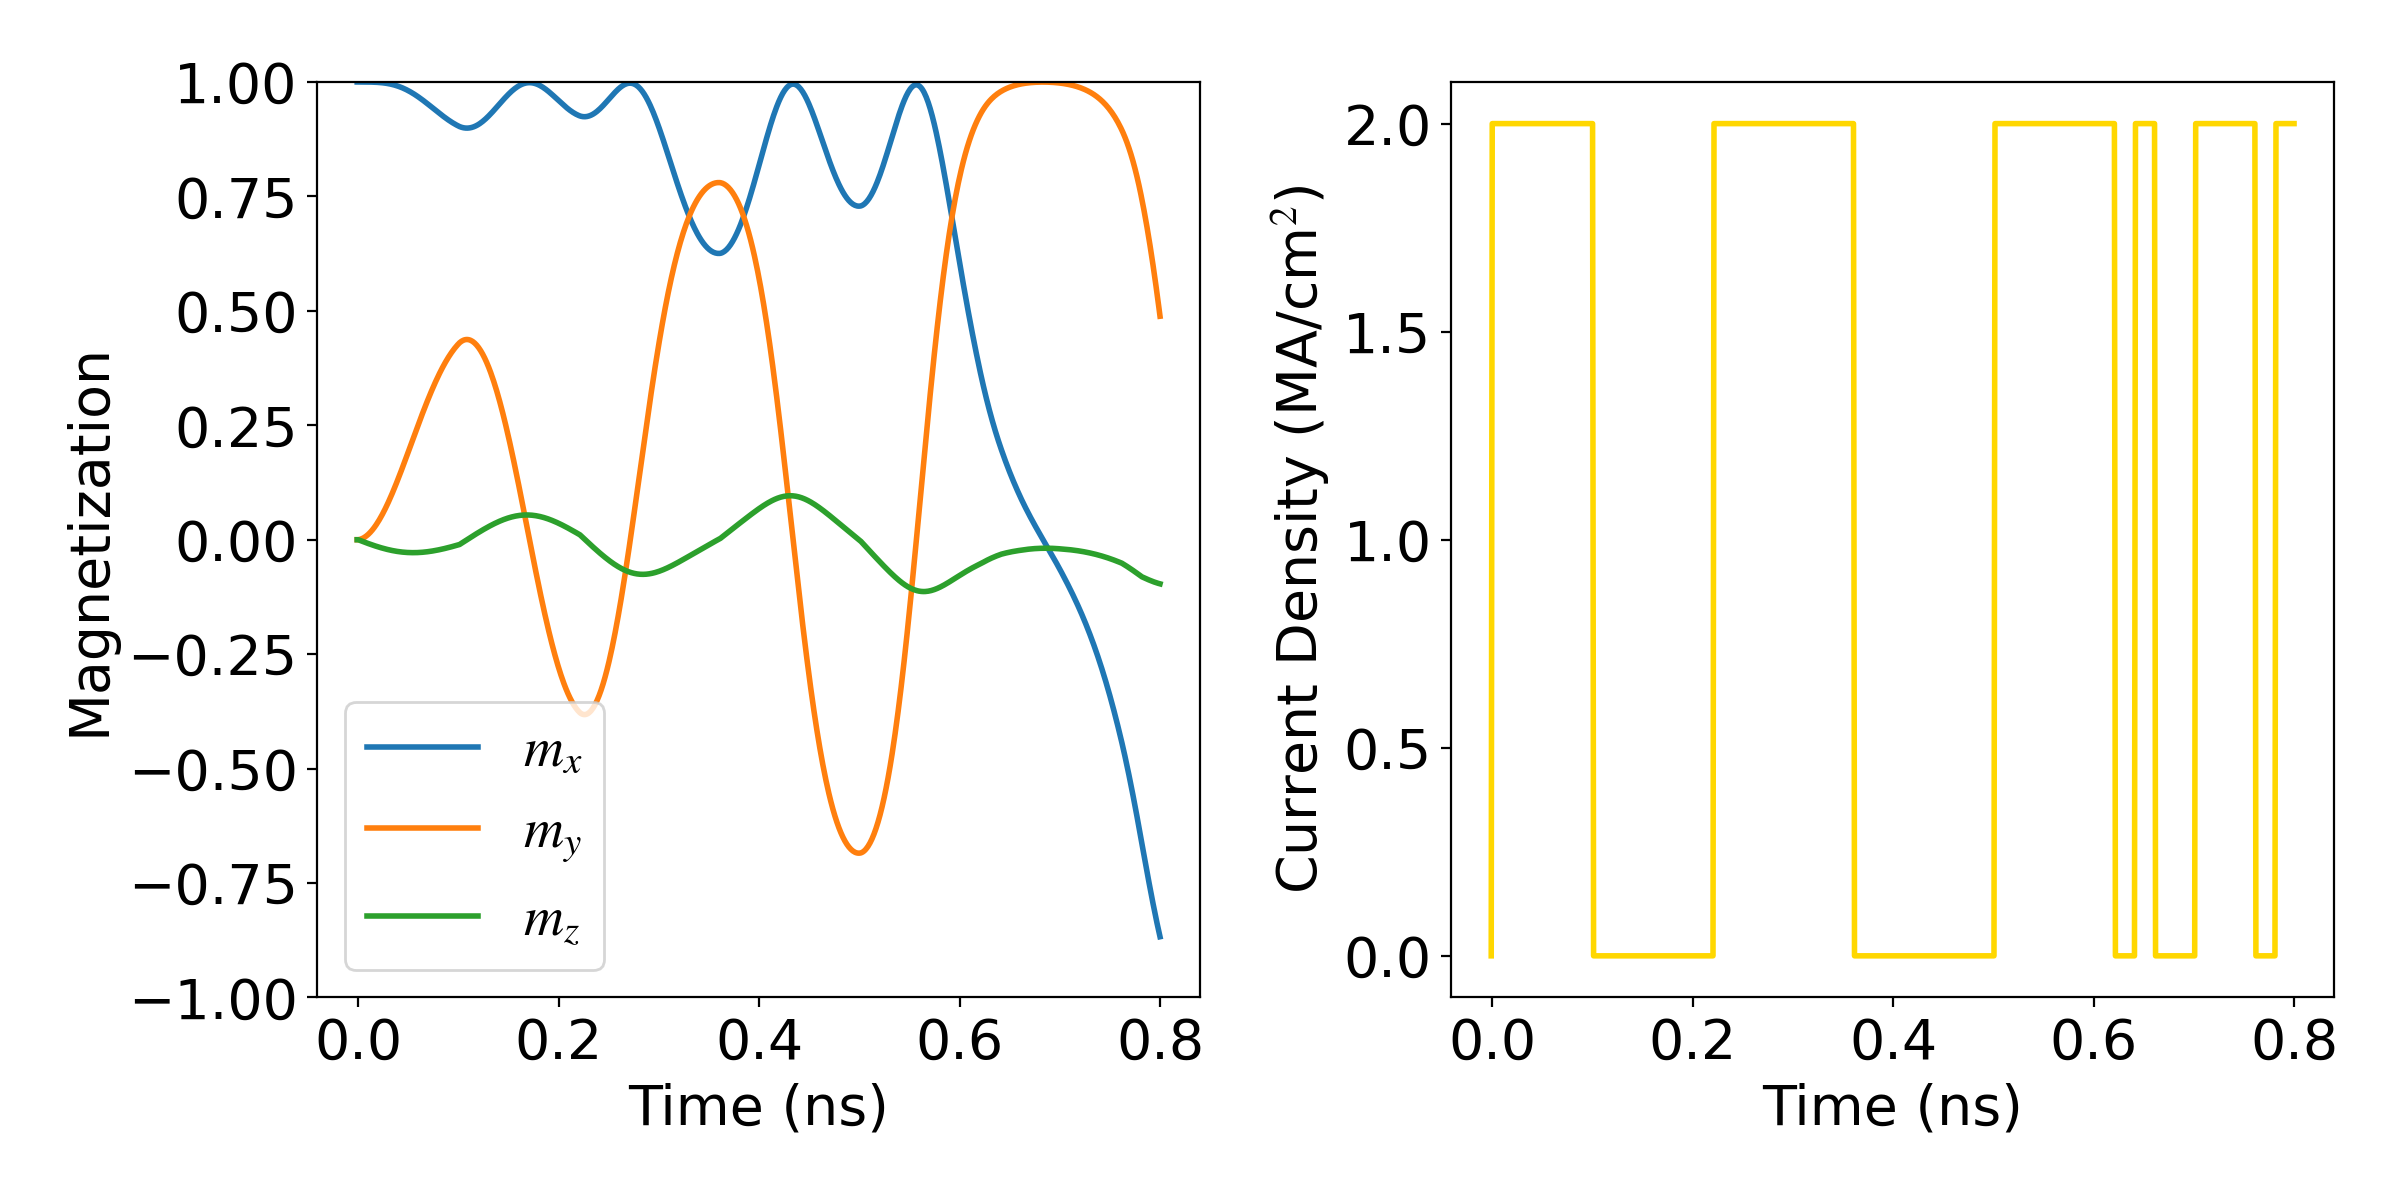 Magnetization
1.00
0.75
0.50
0.25
0.00
−0.25
−0.50
−0.75
−1.00
0.0 0.2 0.4 0.6 0.8
Time (ns)
m_x
m_y
m_z
Current Density (MA/cm²)
2.0
1.5
1.0
0.5
0.0
0.0 0.2 0.4 0.6 0.8
Time (ns)